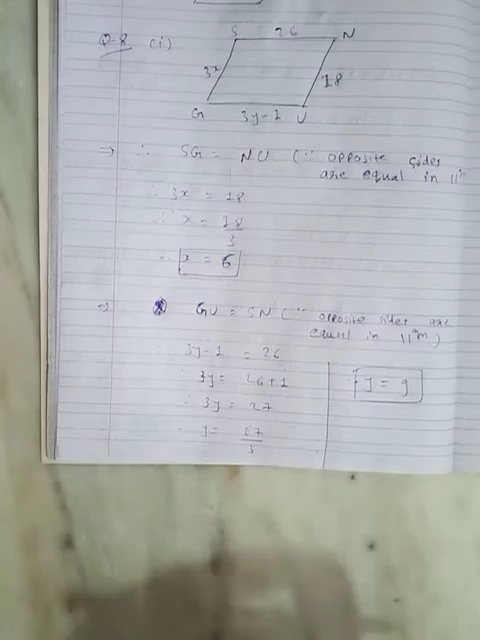 Q-8 (i)
S 26 N
3x 18
G 3y-1 U
⇒ ∴ SG = NU (∵ opposite sides
are equal in ||m
∴ 3x = 18
∴ x = 18/3
∴ x = 6
⇒ GU = SN (∵ opposite sides are
equal in ||gm)
3y-1 = 26
∴ 3y = 26+1
∴ 3y = 27
∴ y = 27/3
∴ y = 9